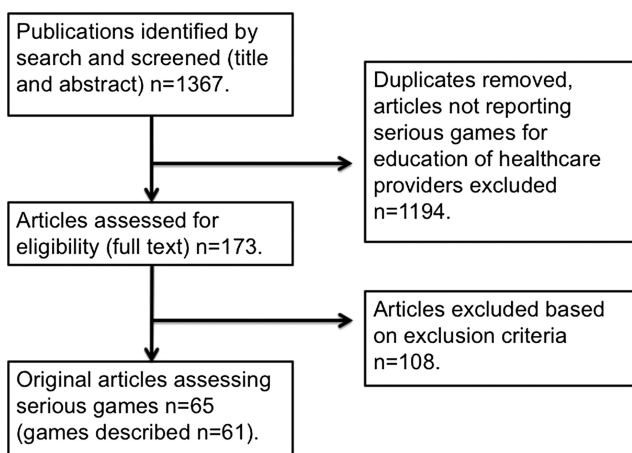 Publications identified by
search and screened (title
and abstract) n=1367.
Duplicates removed,
articles not reporting
serious games for
education of healthcare
providers excluded
n=1194.
Articles assessed for
eligibility (full text) n=173.
Articles excluded based
on exclusion criteria
n=108.
Original articles assessing
serious games n=65
(games described n=61).